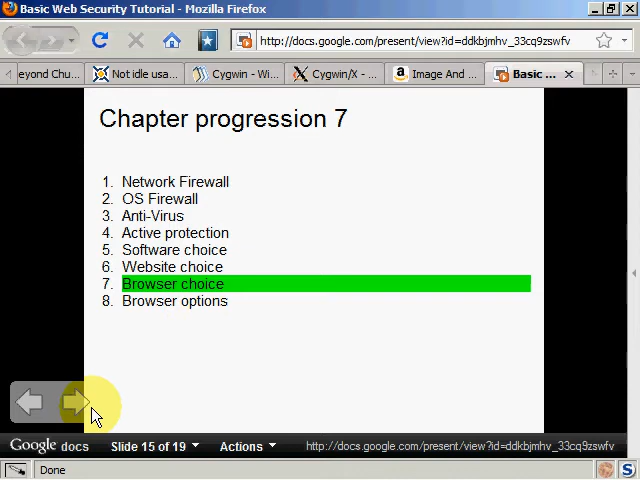 Basic Web Security Tutorial - Mozilla Firefox
http://docs.google.com/present/view?id=ddkbjmhv_33cq9zswfv
eyond Chu... Not idle usa... Cygwin - Wi... Cygwin/X - ... Image And ... Basic ...
Chapter progression 7
1. Network Firewall
2. OS Firewall
3. Anti-Virus
4. Active protection
5. Software choice
6. Website choice
7. Browser choice
8. Browser options
Google docs Slide 15 of 19 Actions http://docs.google.com/present/view?id=ddkbjmhv_33cq9zswfv
Done